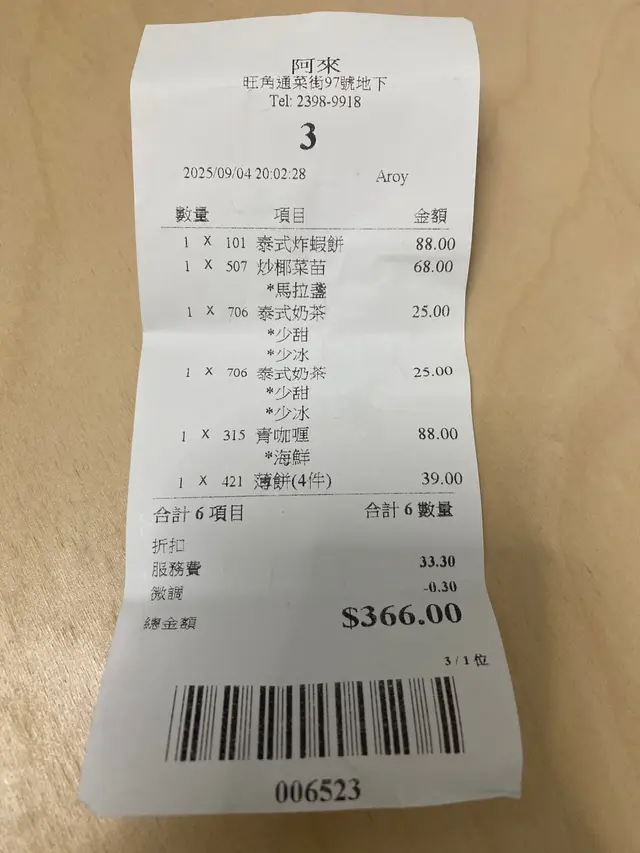 阿來
旺角通菜街97號地下
Tel: 2398-9918
3
2025/09/04 20:02:28 Aroy
數量 項目 金額
1 X 101 泰式炸蝦餅 88.00
1 X 507 炒椰菜苗 68.00
*馬拉盞
1 X 706 泰式奶茶 25.00
*少甜
*少冰
1 X 706 泰式奶茶 25.00
*少甜
*少冰
1 X 315 青咖喱 88.00
*海鮮
1 X 421 薄餅(4件) 39.00
合計 6 項目 合計 6 數量
折扣
服務費 33.30
微調 -0.30
總金額 $366.00
3 / 1 位
006523